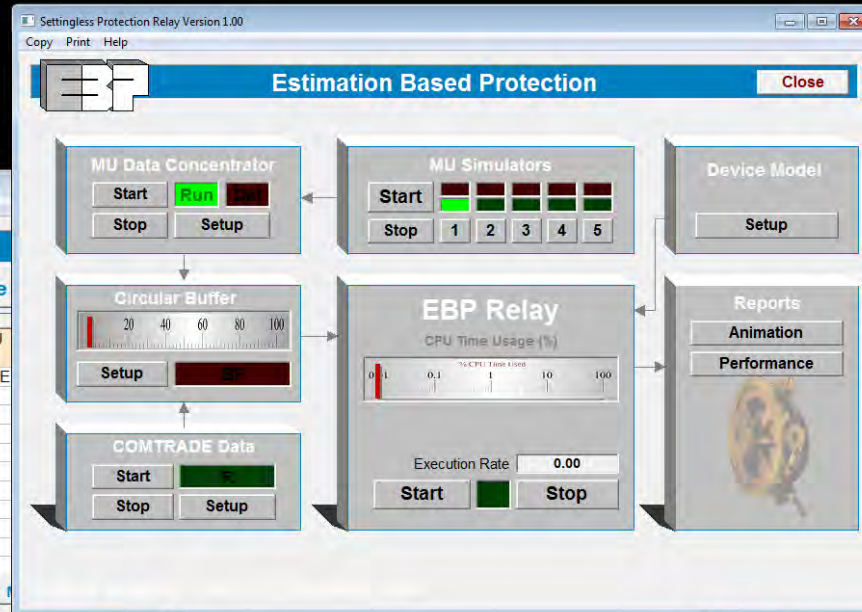 Settingless Protection Relay Version 1.00
Copy Print Help
EBP
Estimation Based Protection
Close
MU Data Concentrator
Start Run
Stop Setup
MU Simulators
Start
Stop 1 2 3 4 5
Device Model
Setup
Circular Buffer
20 40 60 80 100
Setup BF
EBP Relay
CPU Time Usage (%)
% CPU Time Used
0.1 1 10 100
Execution Rate 0.00
Start Stop
Reports
Animation
Performance
COMTRADE Data
Start R
Stop Setup